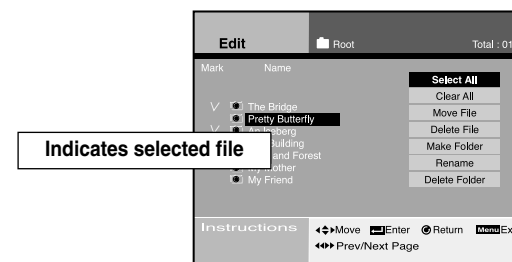 Edit Root Total : 01
Mark Name
Select All
Clear All
Move File
Delete File
Make Folder
Rename
Delete Folder
The Bridge
Pretty Butterfly
Building
and Forest
My Friend
Indicates selected file
Instructions
Move Enter Return Menu Ex
Prev/Next Page